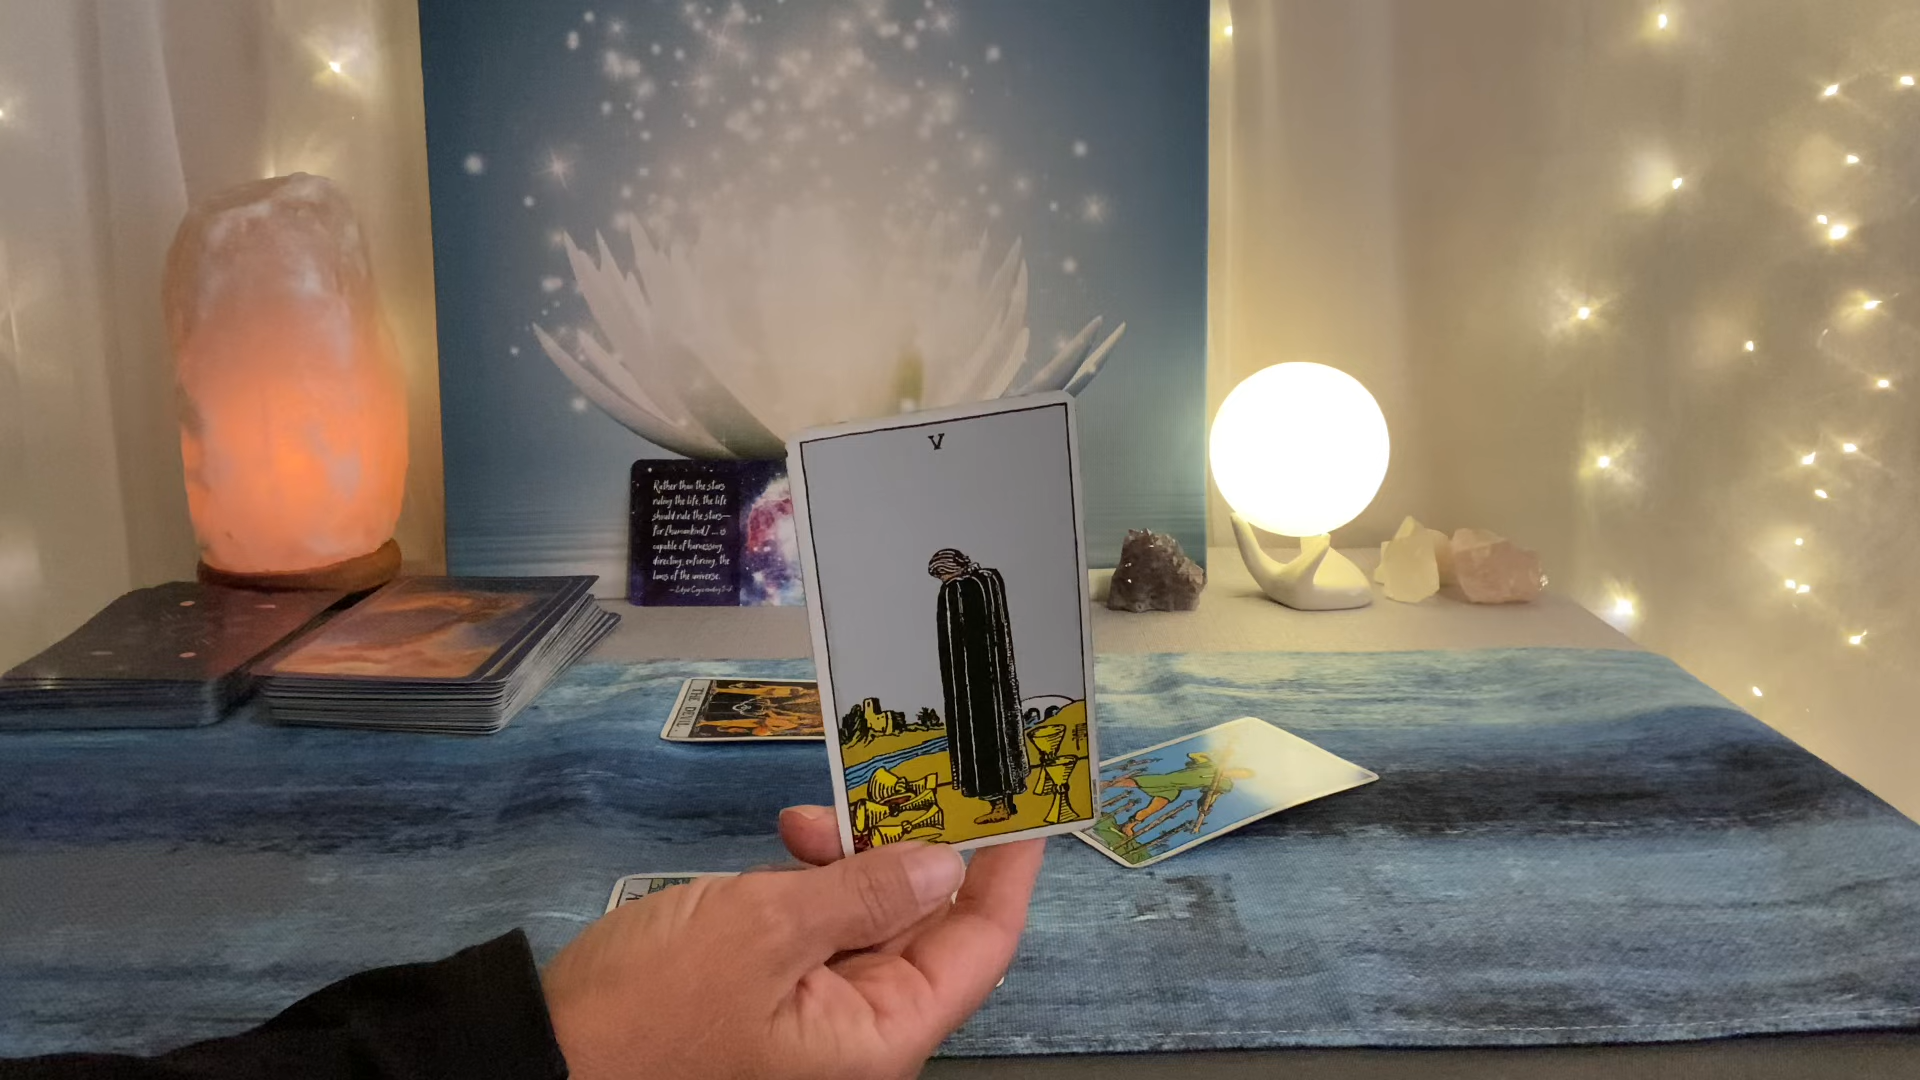 V
Rather than the stars
ruling the life, the life
should rule the stars—
for [humankind] ... is
capable of harnessing,
directing, enforcing, the
laws of the universe.
THE DEVIL